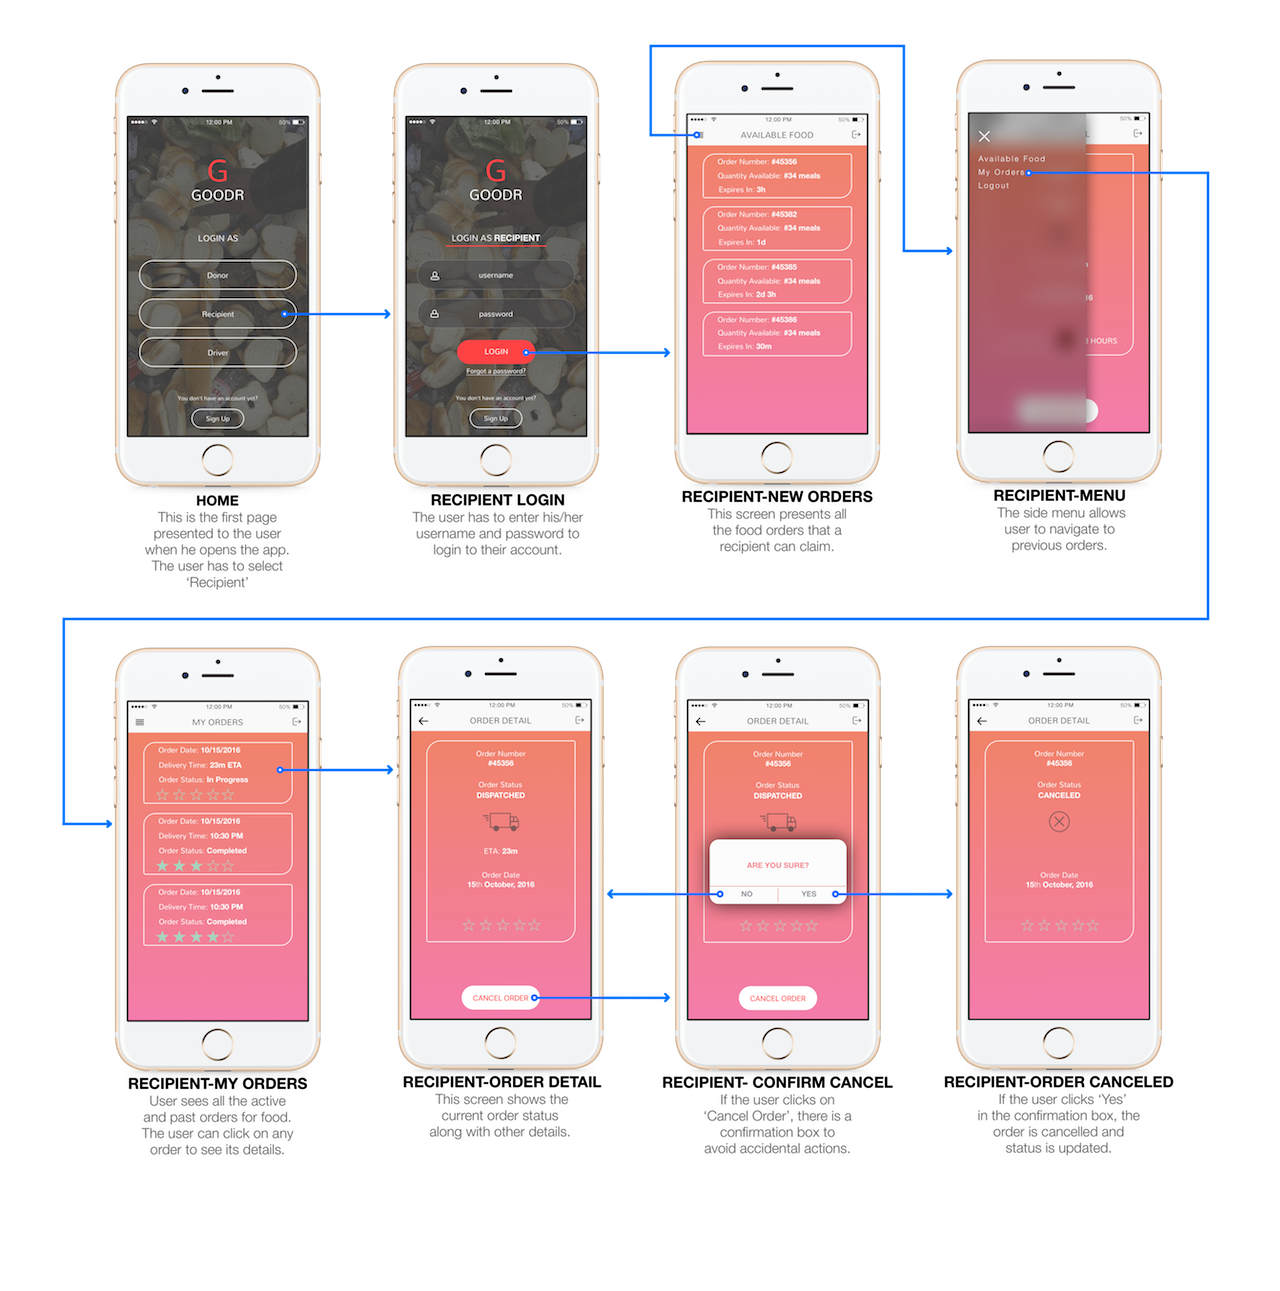 12:00 PM
50%
G
GOODR
LOGIN AS
Donor
Recipient
Driver
You don't have an account yet?
Sign Up
HOME
This is the first page
presented to the user
when he opens the app.
The user has to select
‘Recipient’
12:00 PM
50%
G
GOODR
LOGIN AS RECIPIENT
username
password
LOGIN
Forgot a password?
You don't have an account yet?
Sign Up
RECIPIENT LOGIN
The user has to enter his/her
username and password to
login to their account.
12:00 PM
50%
AVAILABLE FOOD
Order Number: #45356
Quantity Available: #34 meals
Expires In: 3h
Order Number: #45382
Quantity Available: #34 meals
Expires In: 1d
Order Number: #45385
Quantity Available: #34 meals
Expires In: 2d 3h
Order Number: #45386
Quantity Available: #34 meals
Expires In: 30m
RECIPIENT-NEW ORDERS
This screen presents all
the food orders that a
recipient can claim.
50%
L
Available Food
My Orders
Logout
16
HOURS
RECIPIENT-MENU
The side menu allows
user to navigate to
previous orders.
12:00 PM
50%
MY ORDERS
Order Date: 10/15/2016
Delivery Time: 23m ETA
Order Status: In Progress
Order Date: 10/15/2016
Delivery Time: 10:30 PM
Order Status: Completed
Order Date: 10/15/2016
Delivery Time: 10:30 PM
Order Status: Completed
RECIPIENT-MY ORDERS
User sees all the active
and past orders for food.
The user can click on any
order to see its details.
12:00 PM
50%
ORDER DETAIL
Order Number
#45356
Order Status
DISPATCHED
ETA: 23m
Order Date
15th October, 2016
CANCEL ORDER
RECIPIENT-ORDER DETAIL
This screen shows the
current order status
along with other details.
12:00 PM
50%
ORDER DETAIL
Order Number
#45356
Order Status
DISPATCHED
ARE YOU SURE?
NO
YES
CANCEL ORDER
RECIPIENT- CONFIRM CANCEL
If the user clicks on
‘Cancel Order’, there is a
confirmation box to
avoid accidental actions.
12:00 PM
50%
ORDER DETAIL
Order Number
#45356
Order Status
CANCELED
Order Date
15th October, 2016
RECIPIENT-ORDER CANCELED
If the user clicks ‘Yes’
in the confirmation box, the
order is cancelled and
status is updated.